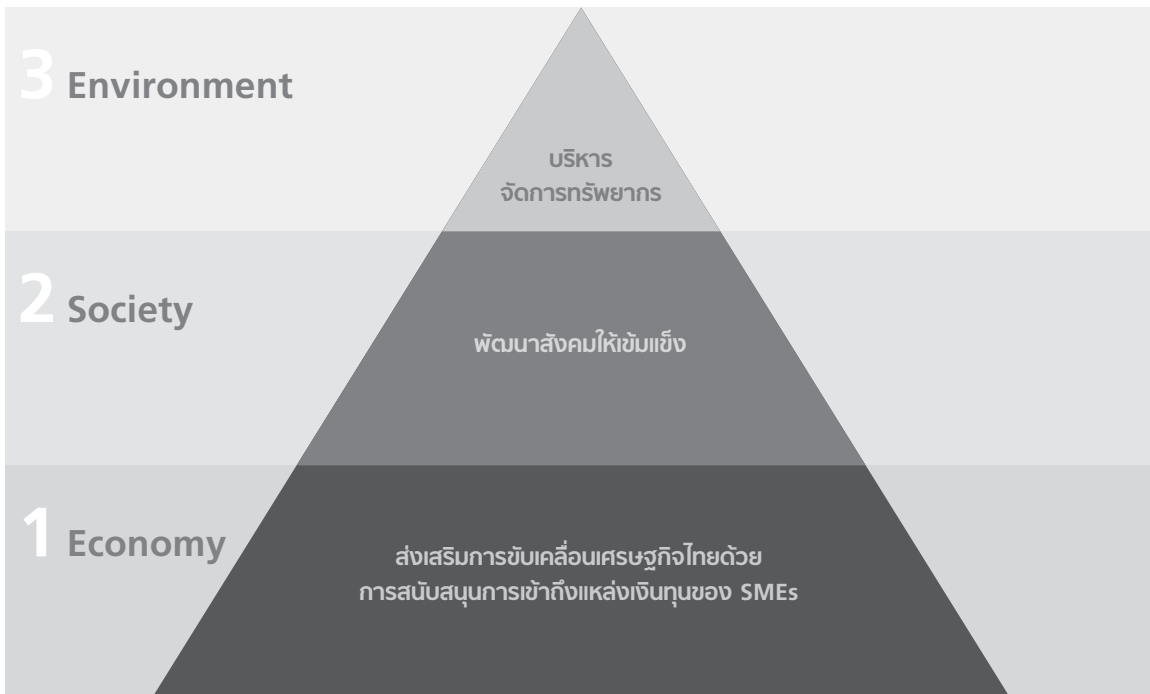 3 Environment
บริหาร
จัดการทรัพยากร
2 Society
พัฒนาสังคมให้เข้มแข็ง
1 Economy
ส่งเสริมการขับเคลื่อนเศรษฐกิจไทยด้วย
การสนับสนุนการเข้าถึงแหล่งเงินทุนของ SMEs